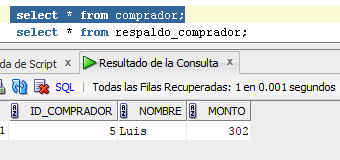 select * from comprador;
select * from respaldo_comprador;
da de Script Resultado de la Consulta
SQL | Todas las Filas Recuperadas: 1 en 0.001 segundos
ID_COMPRADOR NOMBRE MONTO
1 5 Luis 302